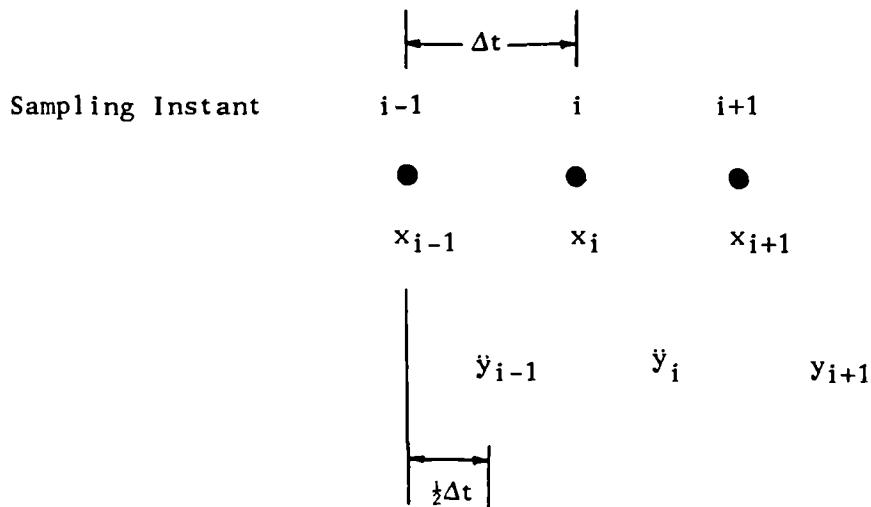 Δt
Sampling Instant i-1 i i+1
x_{i-1} x_i x_{i+1}
ÿ_{i-1} ÿ_i y_{i+1}
½Δt